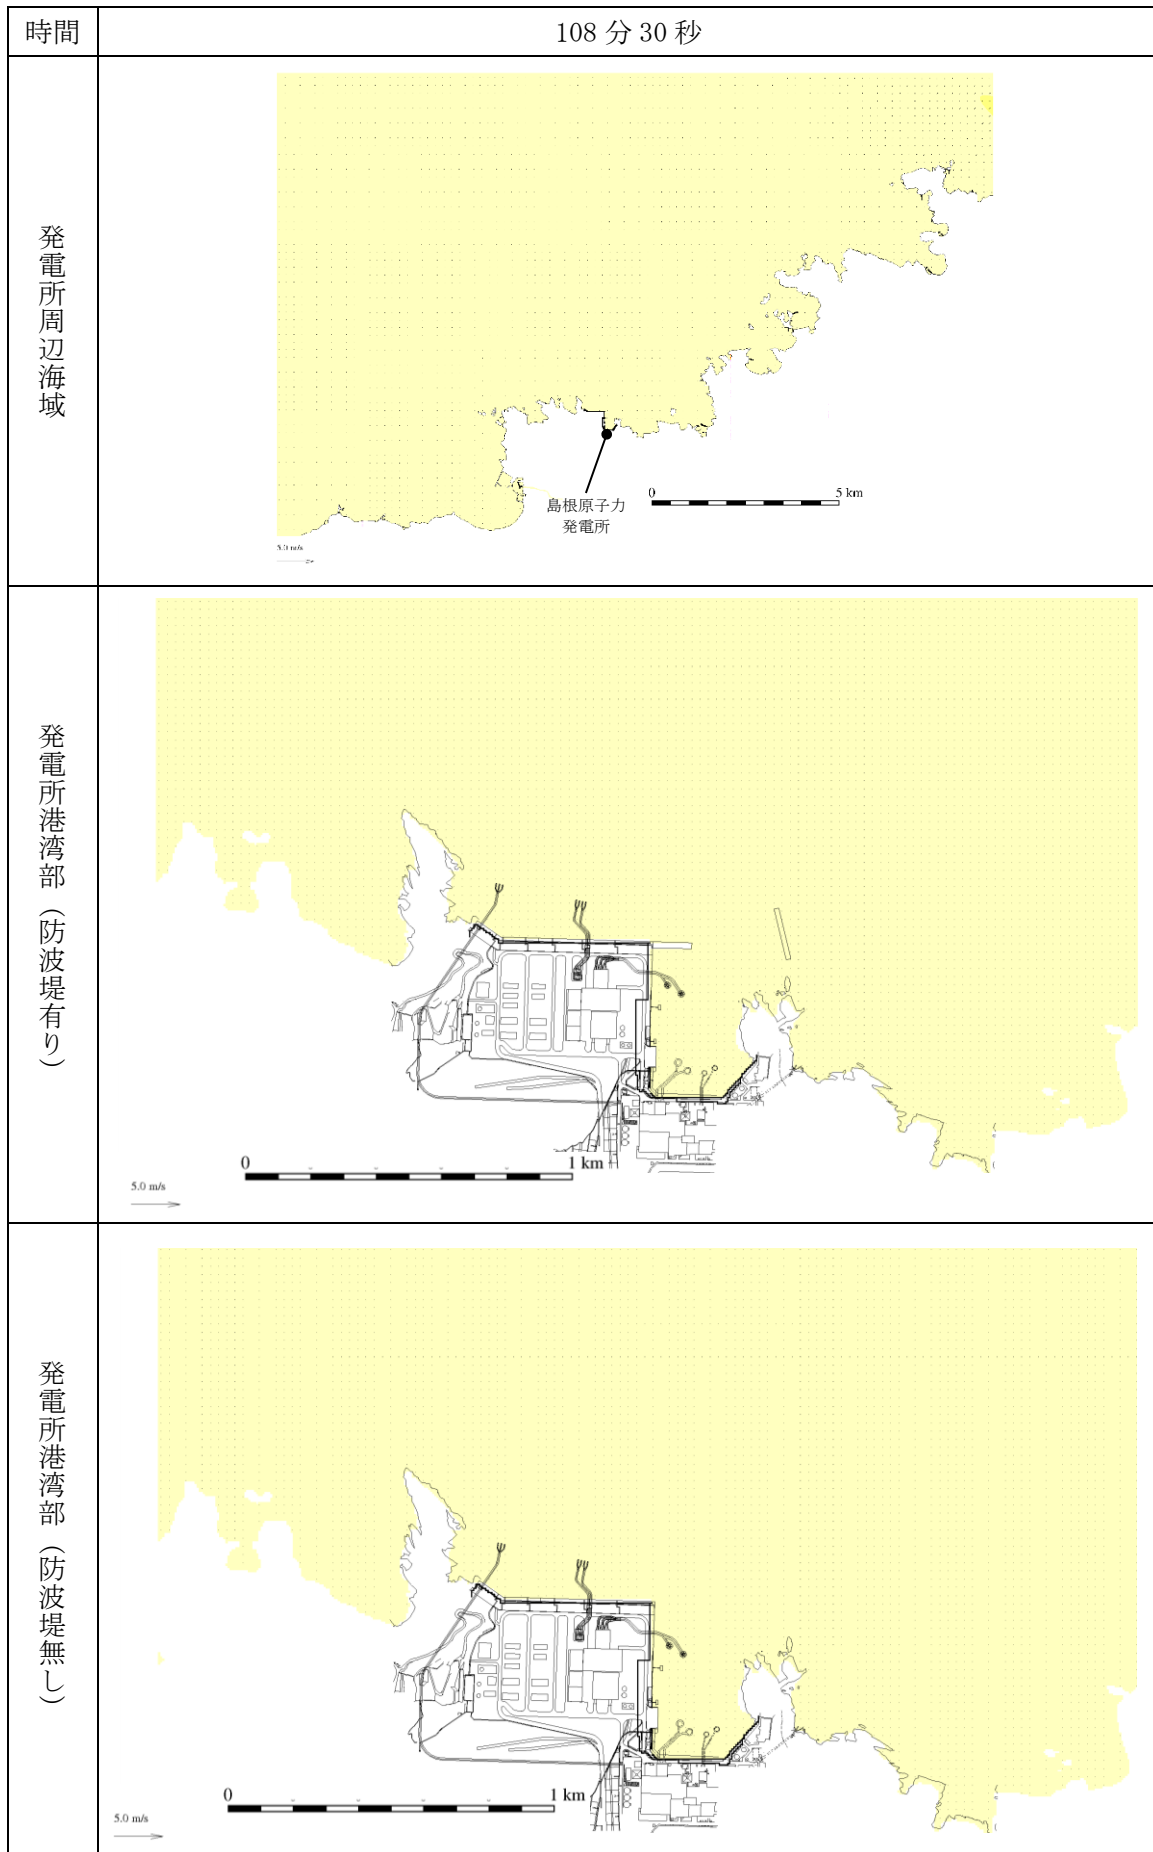 時間
108 分 30 秒
発電所周辺海域
島根原子力
発電所
0
5 km
5.0 m/s
発電所港湾部（防波堤有り）
0
1 km
5.0 m/s
発電所港湾部（防波堤無し）
0
1 km
5.0 m/s